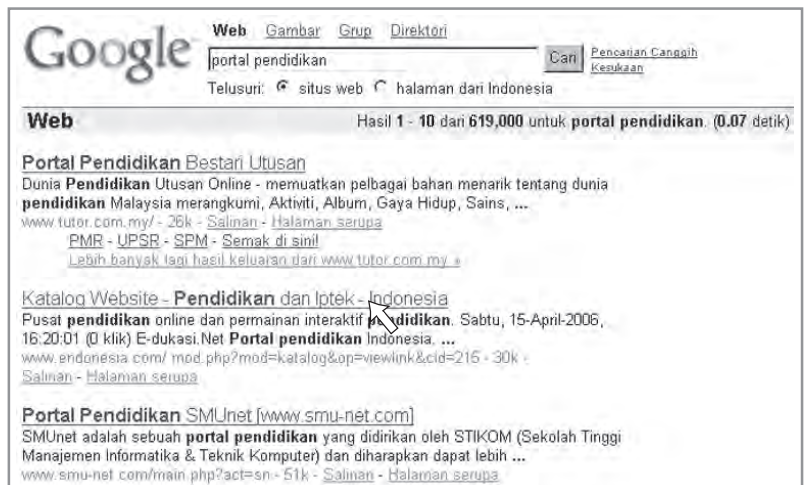 Google
Web Gambar Grup Direktori
portal pendidikan Cari Pencarian Canggih
Kesukaan
Telusuri: situs web halaman dari Indonesia
Web Hasil 1 - 10 dari 619,000 untuk portal pendidikan. (0.07 detik)
Portal Pendidikan Bestari Utusan
Dunia Pendidikan Utusan Online - memuatkan pelbagai bahan menarik tentang dunia
pendidikan Malaysia merangkumi, Aktiviti, Album, Gaya Hidup, Sains, ...
www.tutor.com.my/ - 26k - Salinan - Halaman serupa
PMR - UPSR - SPM - Semak di sini!
Lebih banyak lagi hasil keluaran dari www.tutor.com.my »
Katalog Website - Pendidikan dan Iptek - Indonesia
Pusat pendidikan online dan permainan interaktif pendidikan. Sabtu, 15-April-2006,
16:20:01 (0 klik) E-dukasi.Net Portal pendidikan Indonesia. ...
www.endonesia.com/ mod.php?mod=katalog&op=viewlink&cid=216 - 30k -
Salinan - Halaman serupa
Portal Pendidikan SMUnet [www.smu-net.com]
SMUnet adalah sebuah portal pendidikan yang didirikan oleh STIKOM (Sekolah Tinggi
Manajemen Informatika & Teknik Komputer) dan diharapkan dapat lebih ...
www.smu-net.com/main.php?act=sn - 51k - Salinan - Halaman serupa